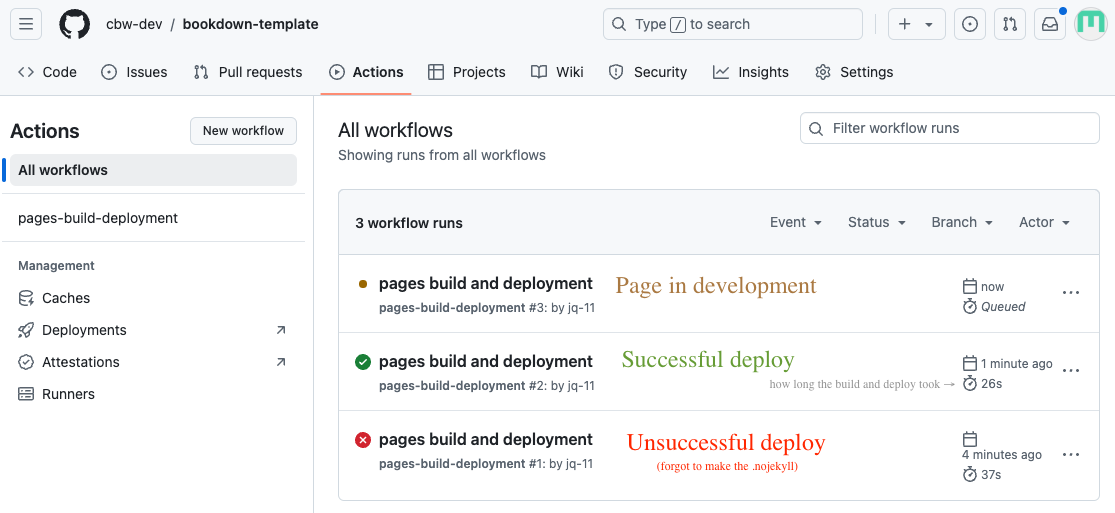 cbw-dev / bookdown-template
Type / to search
Code Issues Pull requests Actions Projects Wiki Security Insights Settings
Actions
New workflow
All workflows
pages-build-deployment
Management
Caches
Deployments
Attestations
Runners
All workflows
Showing runs from all workflows
Filter workflow runs
3 workflow runs
Event Status Branch Actor
pages build and deployment
pages-build-deployment #3: by jq-11
Page in development
now
Queued
pages build and deployment
pages-build-deployment #2: by jq-11
Successful deploy
how long the build and deploy took →
1 minute ago
26s
pages build and deployment
pages-build-deployment #1: by jq-11
Unsuccessful deploy
(forgot to make the .nojekyll)
4 minutes ago
37s